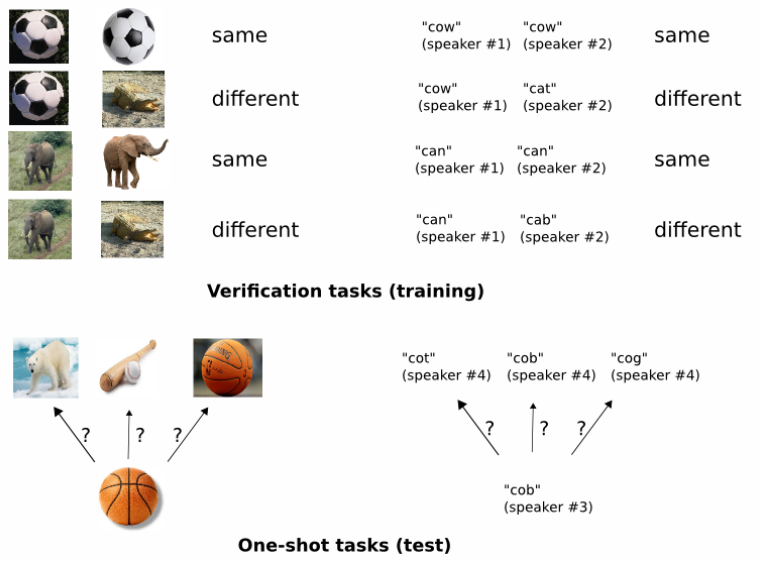 same
"cow" "cow"
(speaker #1) (speaker #2)
same
different
"cow" "cat"
(speaker #1) (speaker #2)
different
same
"can" "can"
(speaker #1) (speaker #2)
same
different
"can" "cab"
(speaker #1) (speaker #2)
different
Verification tasks (training)
"cot" "cob" "cog"
(speaker #4) (speaker #4) (speaker #4)
? ? ?
? ? ?
"cob"
(speaker #3)
One-shot tasks (test)